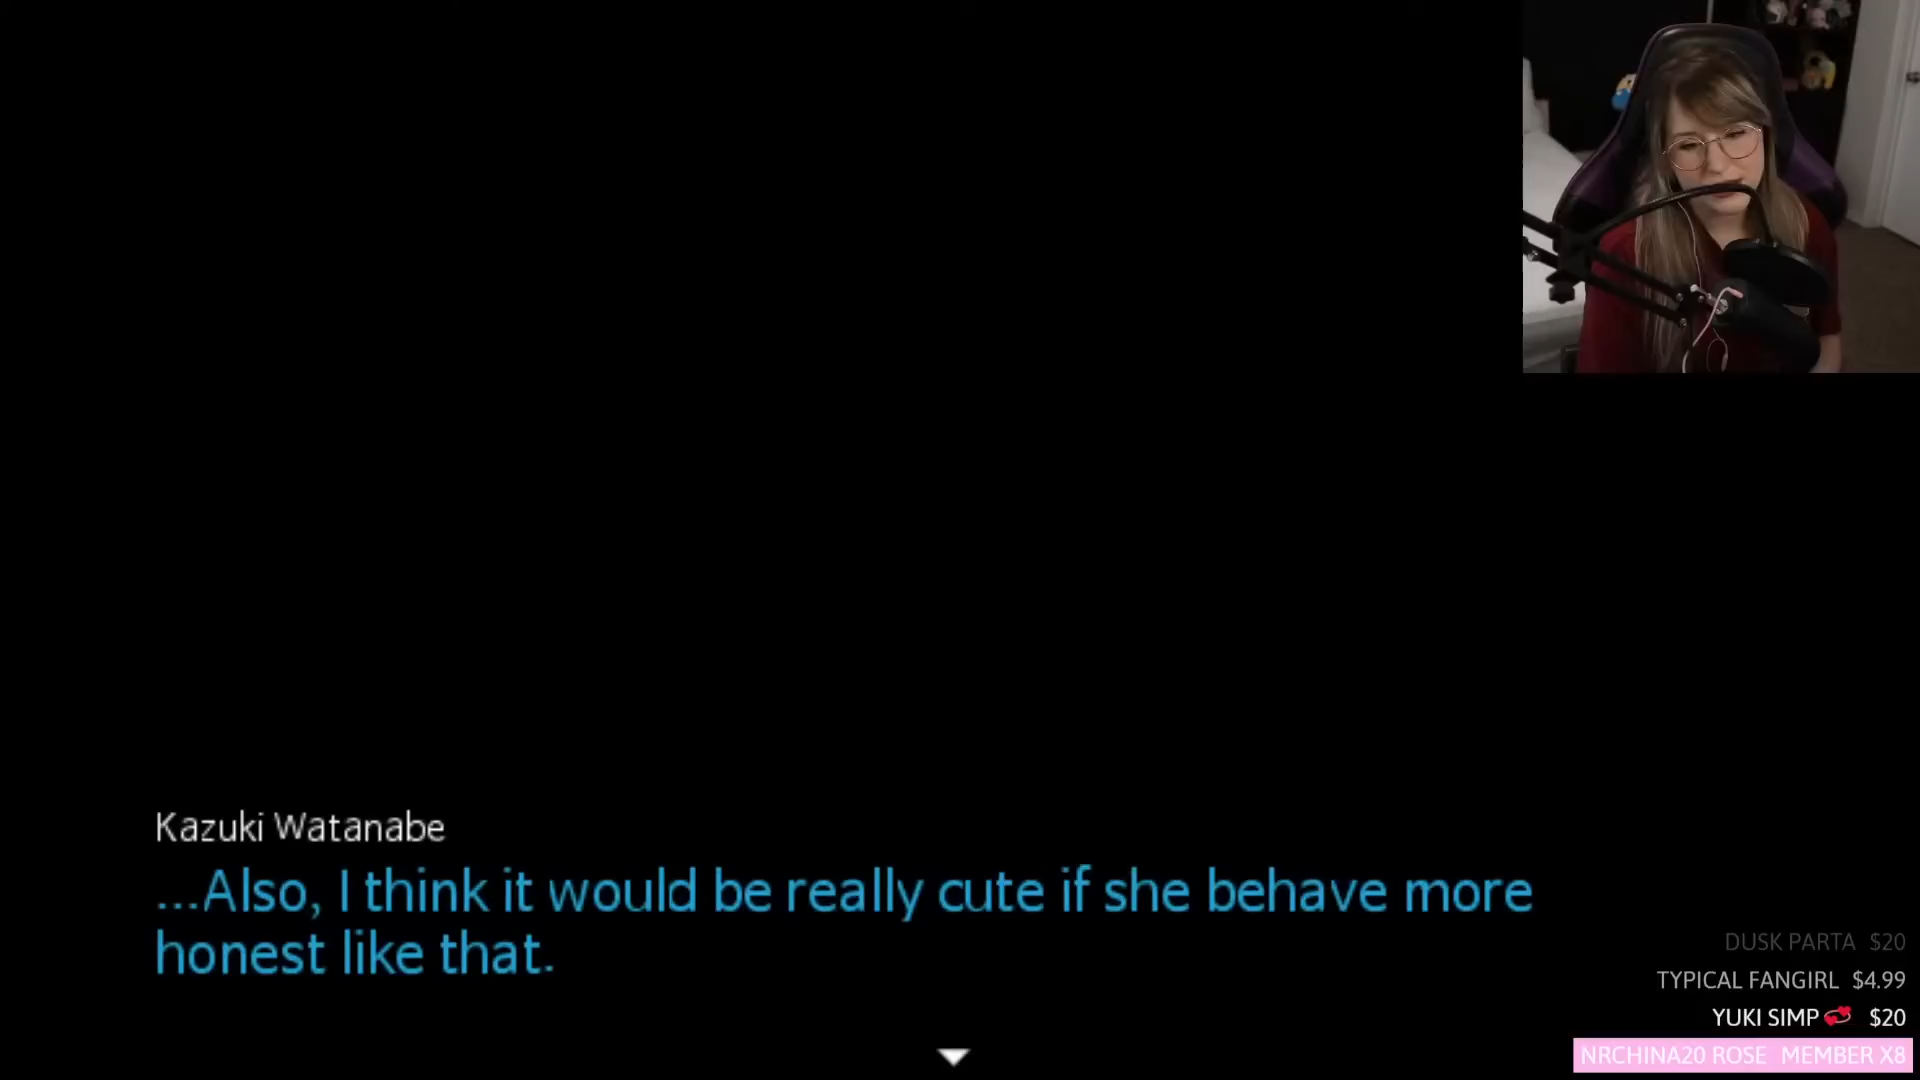 Kazuki Watanabe
...Also, I think it would be really cute if she behave more
honest like that.
DUSK PARTA $20
TYPICAL FANGIRL $4.99
YUKI SIMP 💞 $20
NRCHINA20 ROSE MEMBER X8